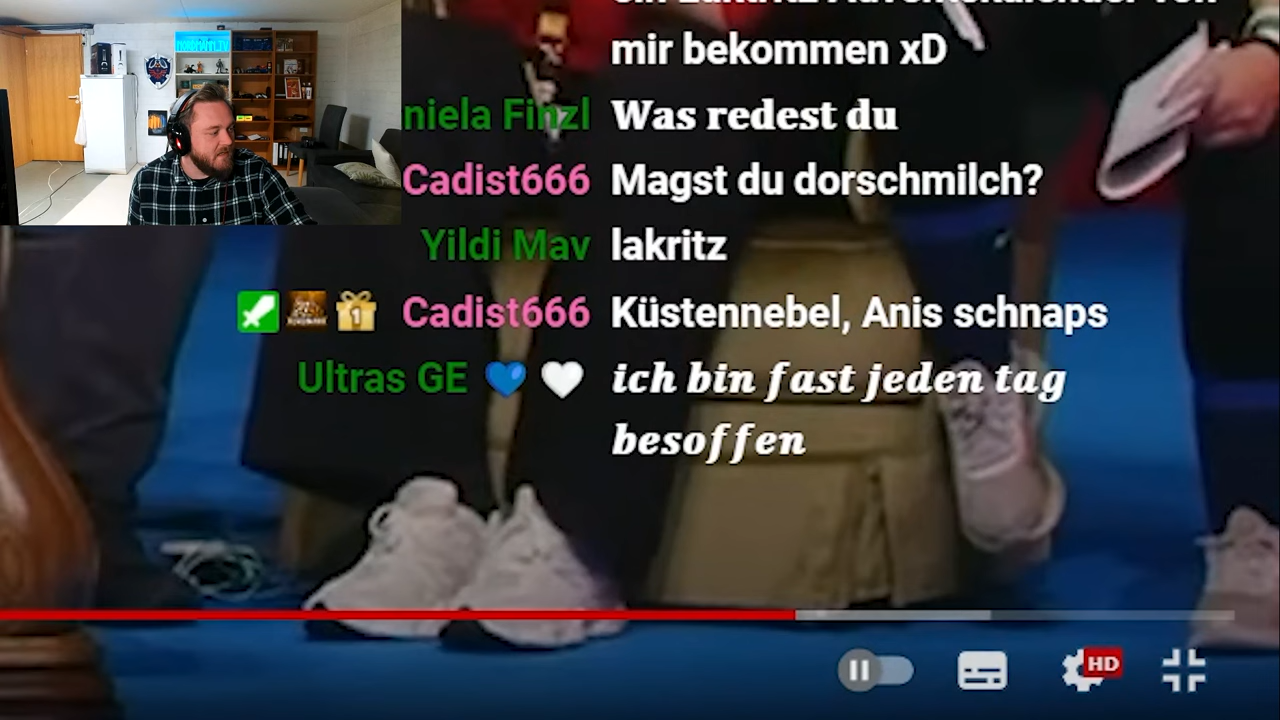 mir bekommen xD
niela Finzl Was redest du
Cadist666 Magst du dorschmilch?
Yildi Mav lakritz
1 Cadist666 Küstennebel, Anis schnaps
Ultras GE 💙 🤍 ich bin fast jeden tag
besoffen
HD